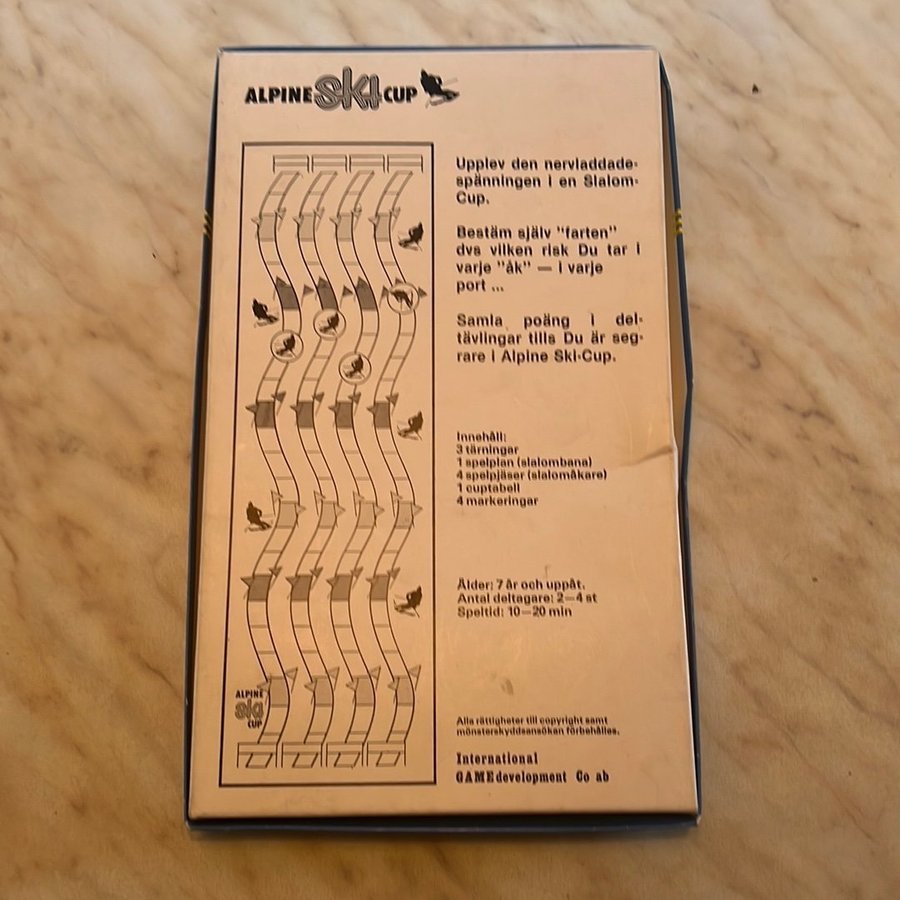 ALPINE Ski CUP
Upplev den nervladdade-
spänningen i en Slalom-
Cup.
Bestäm själv "farten"
dvs vilken risk Du tar i
varje "åk" — i varje
port ...
Samla poäng i del-
tävlingar tills Du är seg-
rare i Alpine Ski-Cup.
Innehåll:
3 tärningar
1 spelplan (slalombana)
4 spelpjäser (slalomåkare)
1 cuptabell
4 markeringar
Ålder: 7 år och uppåt.
Antal deltagare: 2—4 st
Speltid: 10—20 min
Alla rättigheter till copyright samt
mönsterskyddsansökan förbehålles.
International
GAMEdevelopment Co ab
ALPINE
ski
CUP